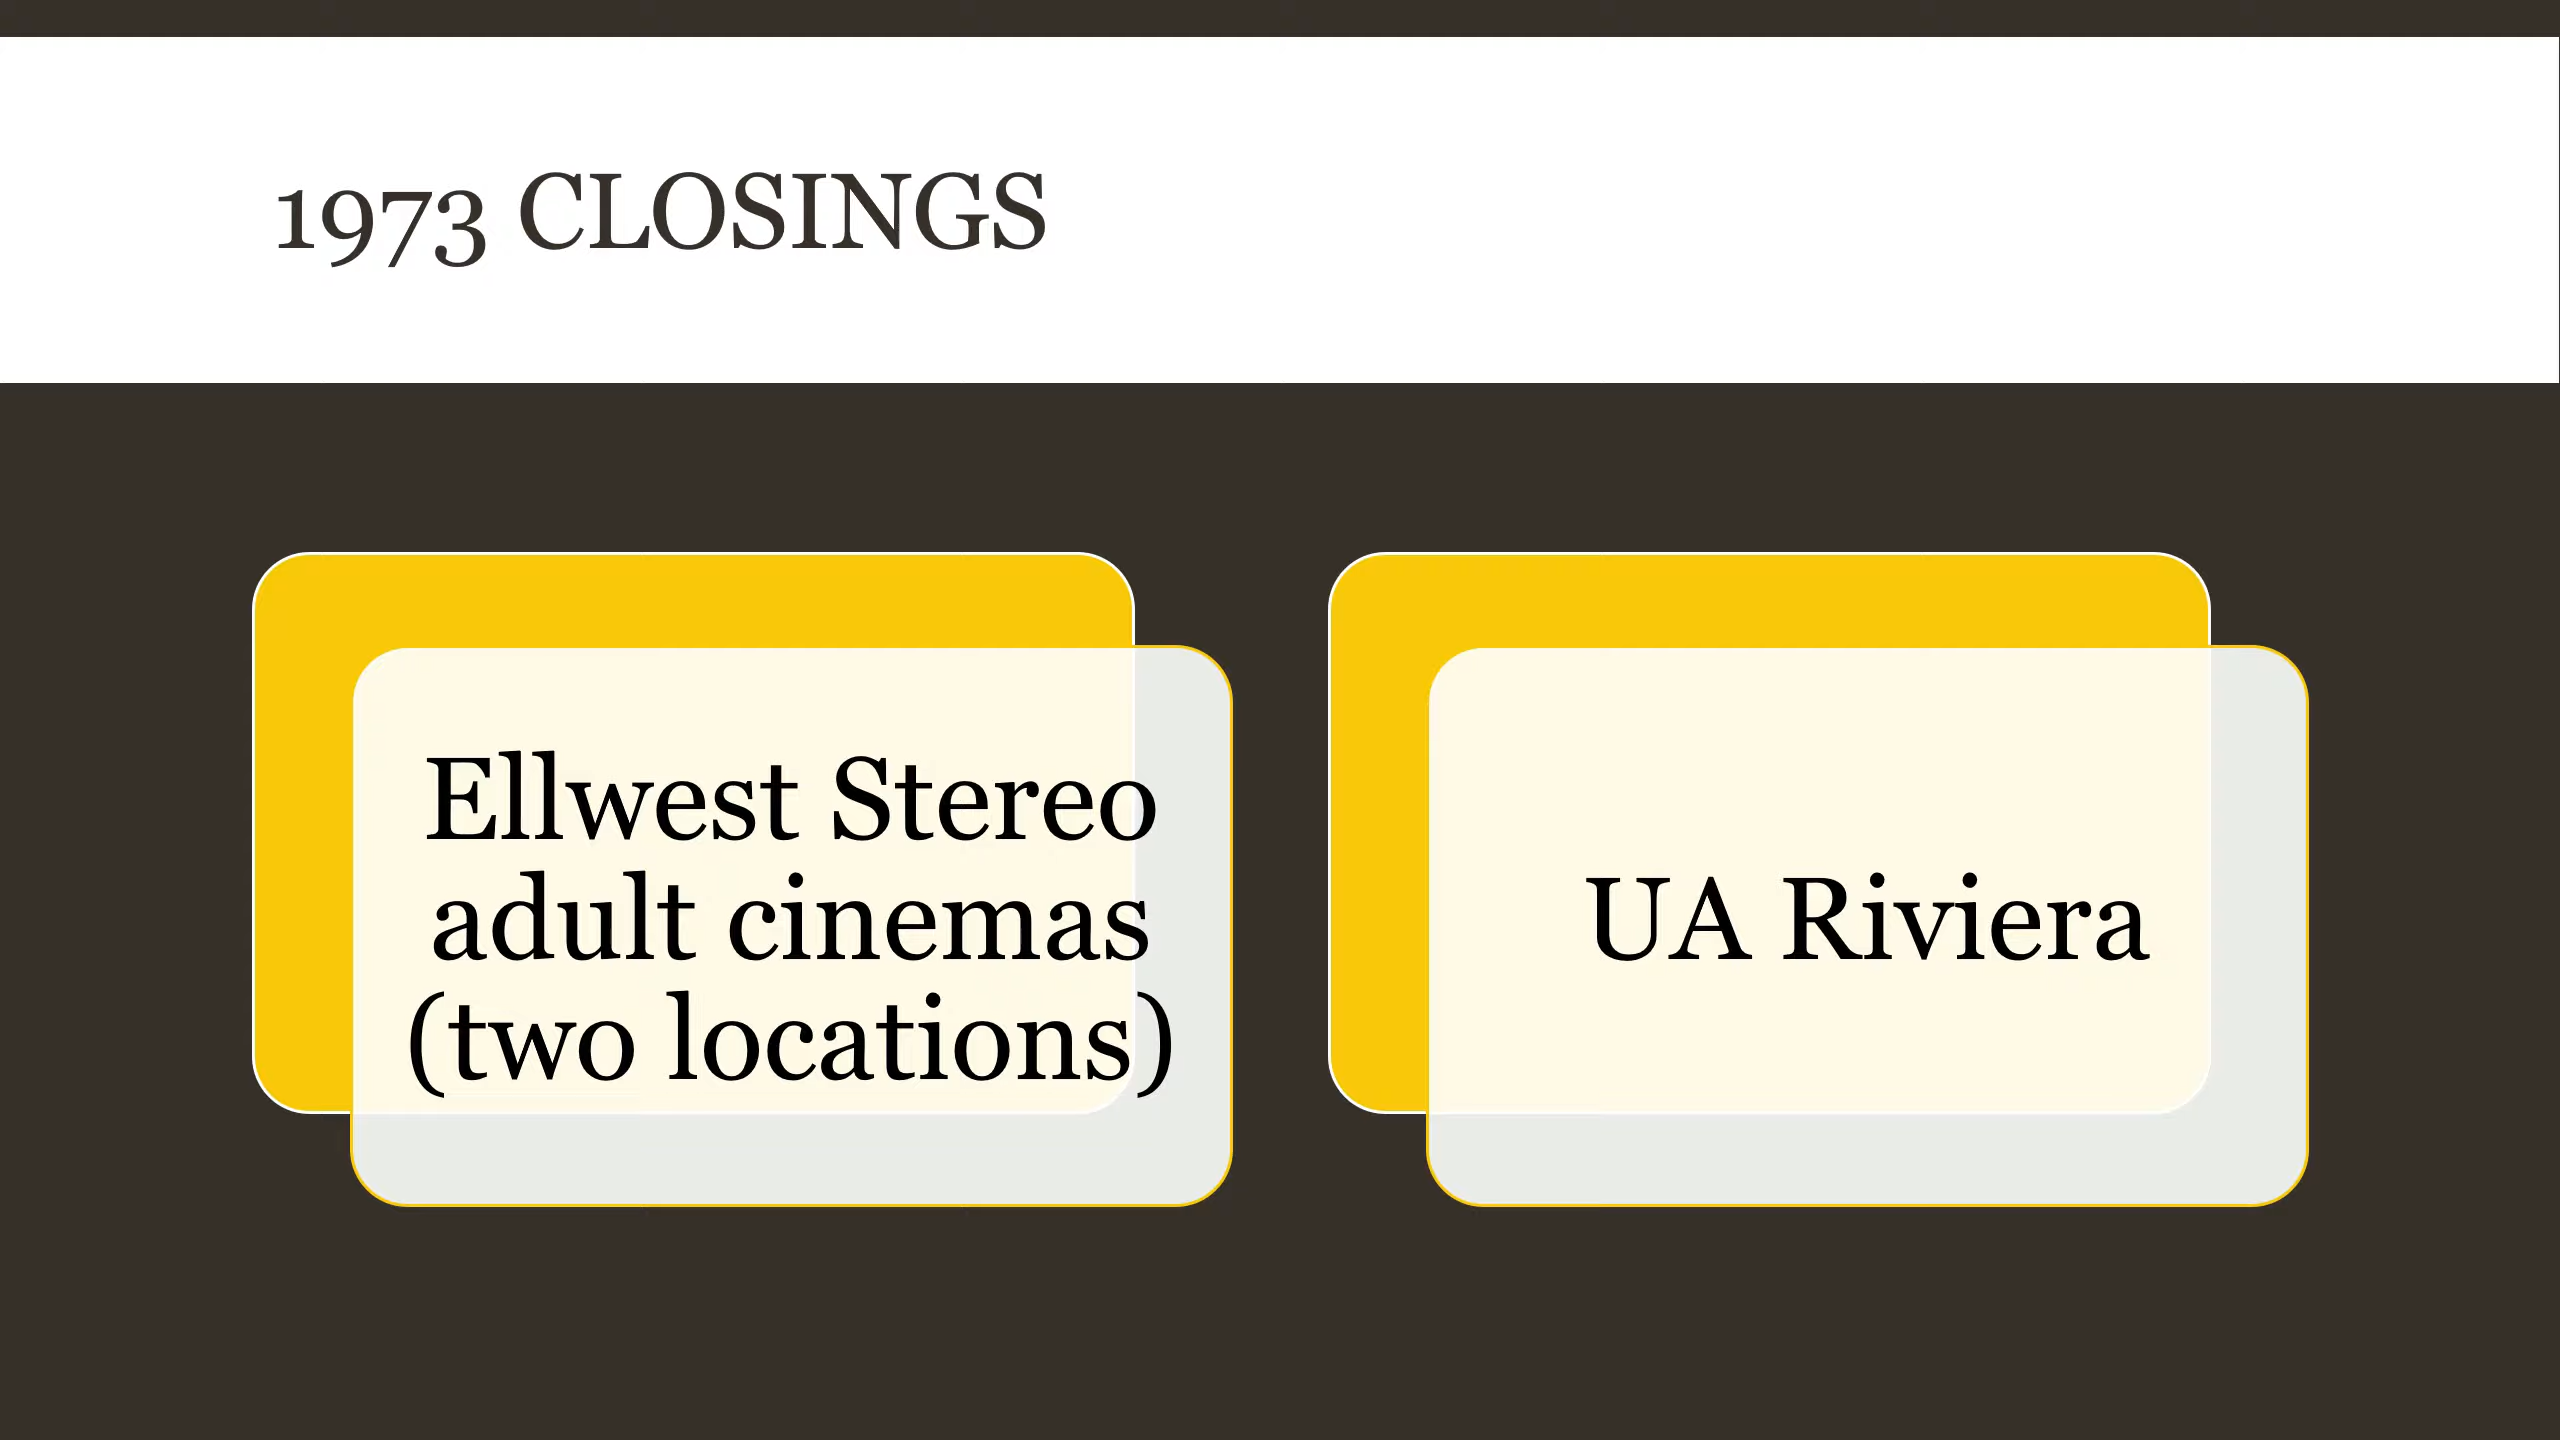 1973 CLOSINGS
Ellwest Stereo
adult cinemas
(two locations)
UA Riviera